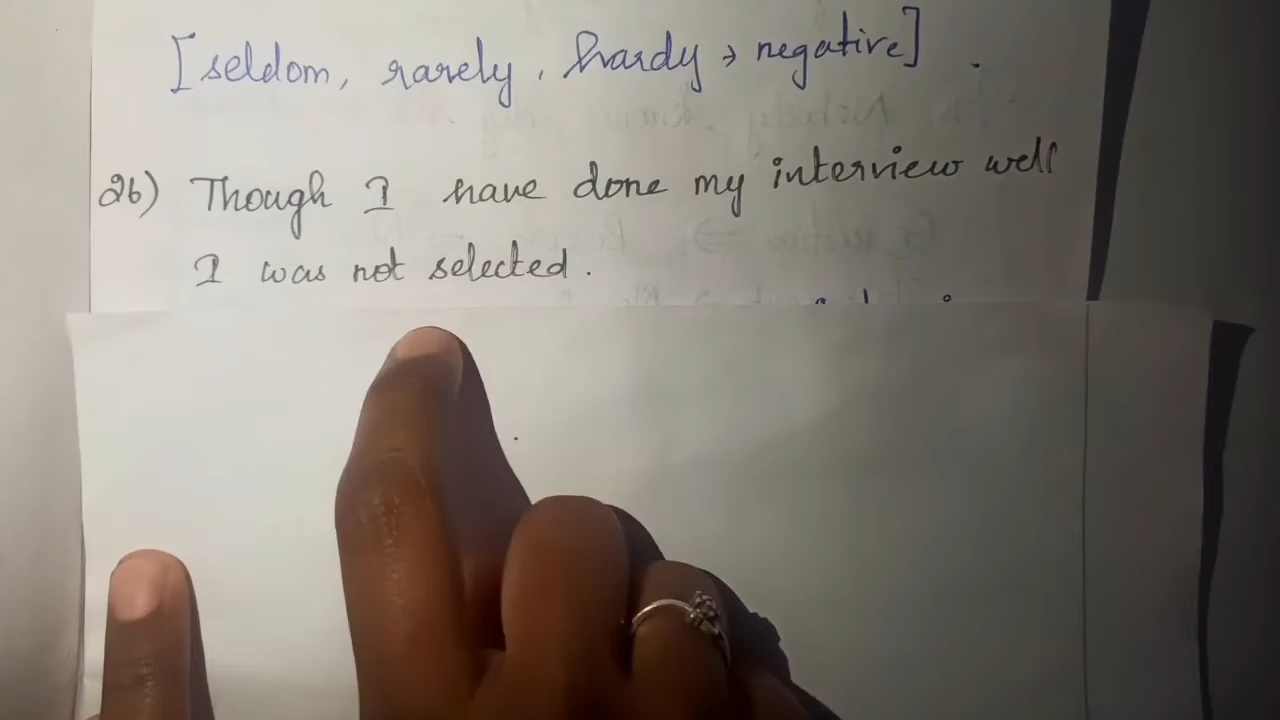 [seldom, rarely, hardy → negative]
26) Though I have done my interview well
I was not selected.